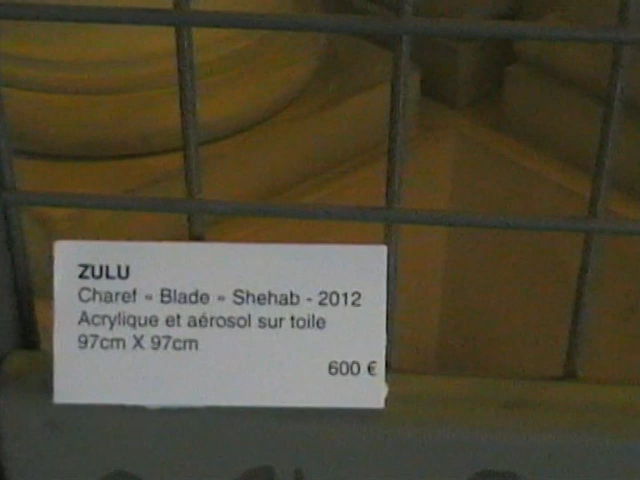 ZULU
Charef « Blade » Shehab - 2012
Acrylique et aérosol sur toile
97cm X 97cm
600 €